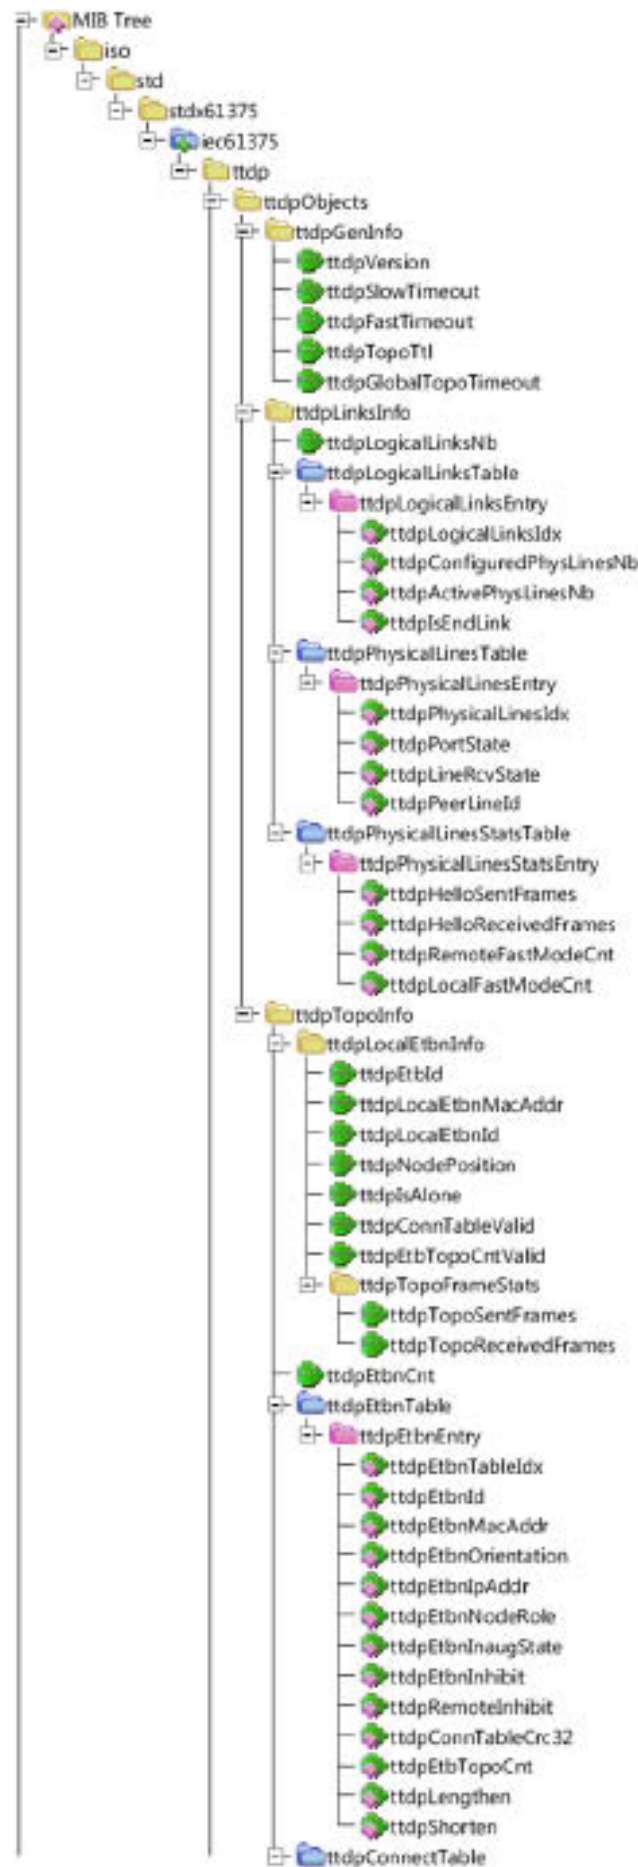 MIB Tree
iso
std
stdx61375
iec61375
ttdp
ttdpObjects
ttdpGenInfo
ttdpVersion
ttdpSlowTimeout
ttdpFastTimeout
ttdpTopoTtl
ttdpGlobalTopoTimeout
ttdpLinksInfo
ttdpLogicalLinksNb
ttdpLogicalLinksTable
ttdpLogicalLinksEntry
ttdpLogicalLinksIdx
ttdpConfiguredPhysLinesNb
ttdpActivePhysLinesNb
ttdpIsEndLink
ttdpPhysicalLinesTable
ttdpPhysicalLinesEntry
ttdpPhysicalLinesIdx
ttdpPortState
ttdpLineRcvState
ttdpPeerLineId
ttdpPhysicalLinesStatsTable
ttdpPhysicalLinesStatsEntry
ttdpHelloSentFrames
ttdpHelloReceivedFrames
ttdpRemoteFastModeCnt
ttdpLocalFastModeCnt
ttdpTopoInfo
ttdpLocalEtbnInfo
ttdpEtbId
ttdpLocalEtbnMacAddr
ttdpLocalEtbnId
ttdpNodePosition
ttdpIsAlone
ttdpConnTableValid
ttdpEtbTopoCntValid
ttdpTopoFrameStats
ttdpTopoSentFrames
ttdpTopoReceivedFrames
ttdpEtbnCnt
ttdpEtbnTable
ttdpEtbnEntry
ttdpEtbnTableIdx
ttdpEtbnId
ttdpEtbnMacAddr
ttdpEtbnOrientation
ttdpEtbnIpAddr
ttdpEtbnNodeRole
ttdpEtbnInaugState
ttdpEtbnInhibit
ttdpRemoteInhibit
ttdpConnTableCrc32
ttdpEtbTopoCnt
ttdpLengthen
ttdpShorten
ttdpConnectTable